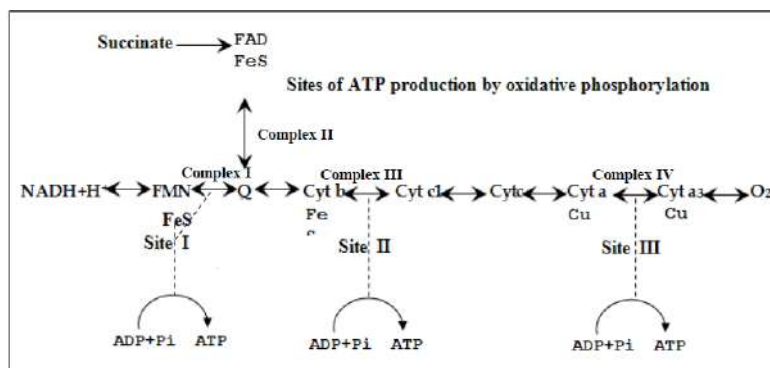 Succinate FAD
FeS
Sites of ATP production by oxidative phosphorylation
Complex II
Complex I Complex III Complex IV
NADH+H+ FMN Q Cyt b Cyt c1 Cytc Cyt a Cyt a3 O2
FeS Fe Cu Cu
Site I Site II Site III
ADP+Pi ATP ADP+Pi ATP ADP+Pi ATP